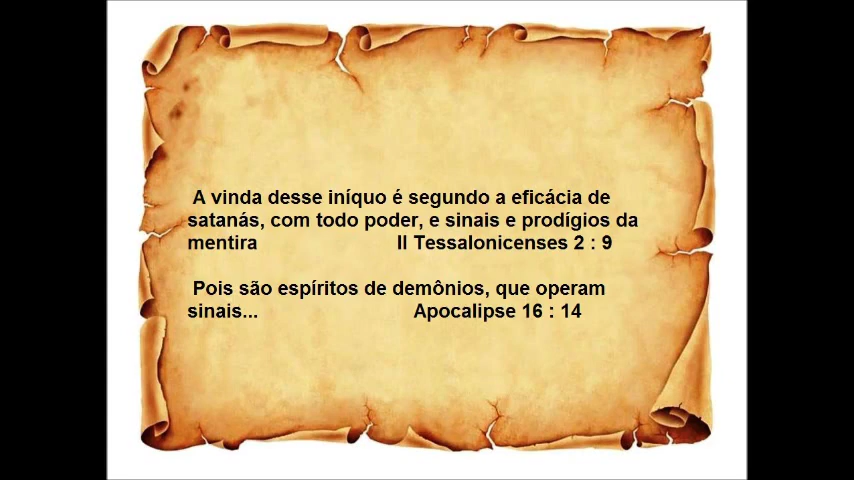 A vinda desse iníquo é segundo a eficácia de
satanás, com todo poder, e sinais e prodígios da
mentira II Tessalonicenses 2 : 9
Pois são espíritos de demônios, que operam
sinais... Apocalipse 16 : 14